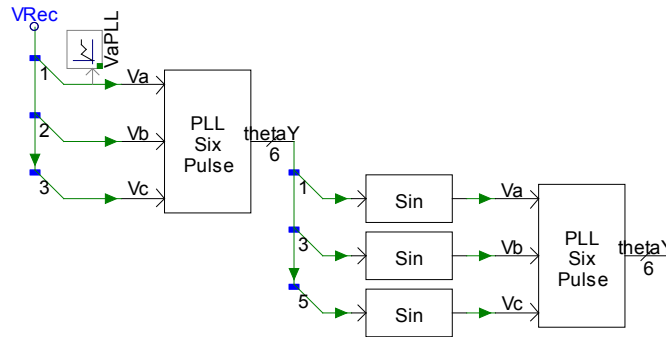 VRec
VaPLL
1
Va
2
Vb
3
Vc
PLL
Six
Pulse
thetaY
6
1
Sin
Va
3
Sin
Vb
5
Sin
Vc
PLL
Six
Pulse
thetaY
6